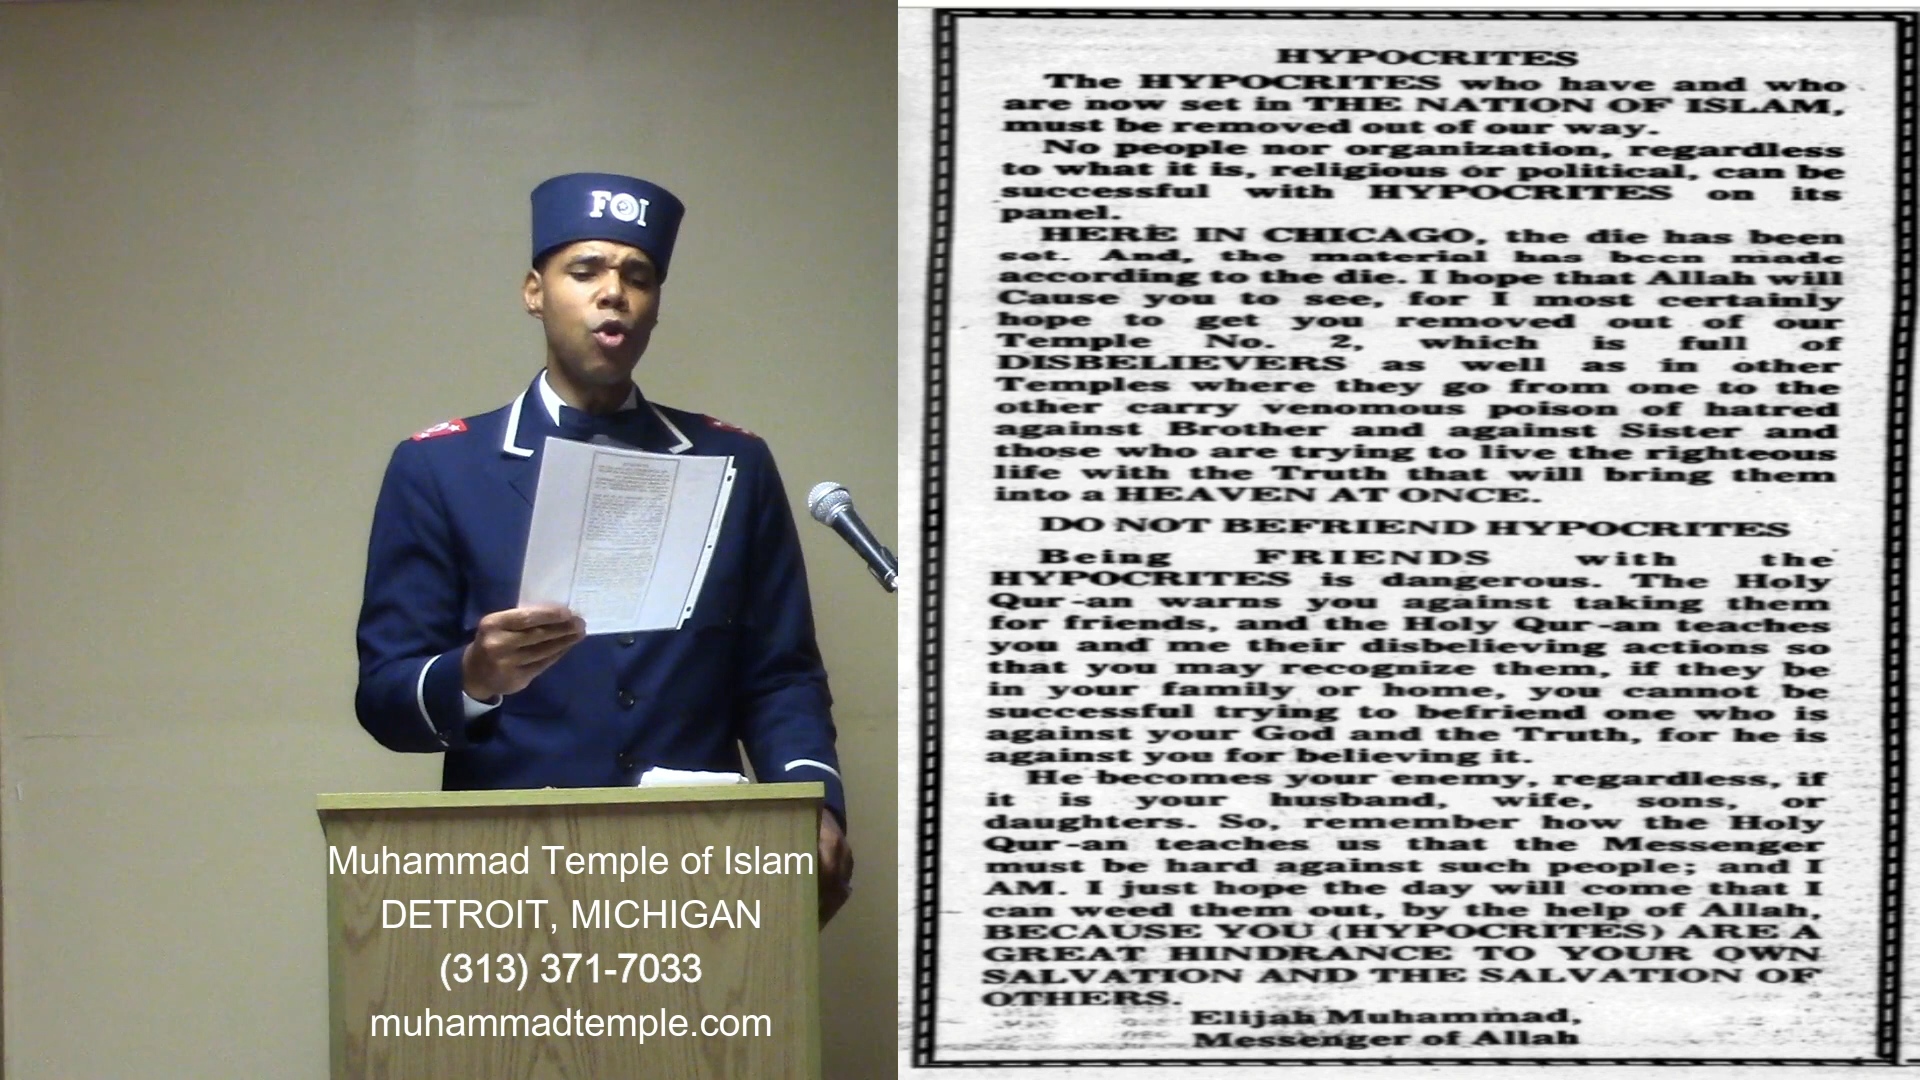 FOI
Muhammad Temple of Islam
DETROIT, MICHIGAN
(313) 371-7033
muhammadtemple.com
HYPOCRITES
The HYPOCRITES who have and who
are now set in THE NATION OF ISLAM,
must be removed out of our way.
No people nor organization, regardless
to what it is, religious or political, can be
successful with HYPOCRITES on its
panel.
HERE IN CHICAGO, the die has been
set. And, the material has been made
according to the die. I hope that Allah will
Cause you to see, for I most certainly
hope to get you removed out of our
Temple No. 2, which is full of
DISBELIEVERS as well as in other
Temples where they go from one to the
other carry venomous poison of hatred
against Brother and against Sister and
those who are trying to live the righteous
life with the Truth that will bring them
into a HEAVEN AT ONCE.
DO NOT BEFRIEND HYPOCRITES
Being FRIENDS with the
HYPOCRITES is dangerous. The Holy
Qur-an warns you against taking them
for friends, and the Holy Qur-an teaches
you and me their disbelieving actions so
that you may recognize them, if they be
in your family or home, you cannot be
successful trying to befriend one who is
against your God and the Truth, for he is
against you for believing it.
He becomes your enemy, regardless, if
it is your husband, wife, sons, or
daughters. So, remember how the Holy
Qur-an teaches us that the Messenger
must be hard against such people; and I
AM. I just hope the day will come that I
can weed them out, by the help of Allah,
BECAUSE YOU (HYPOCRITES) ARE A
GREAT HINDRANCE TO YOUR OWN
SALVATION AND THE SALVATION OF
OTHERS.
Elijah Muhammad,
Messenger of Allah